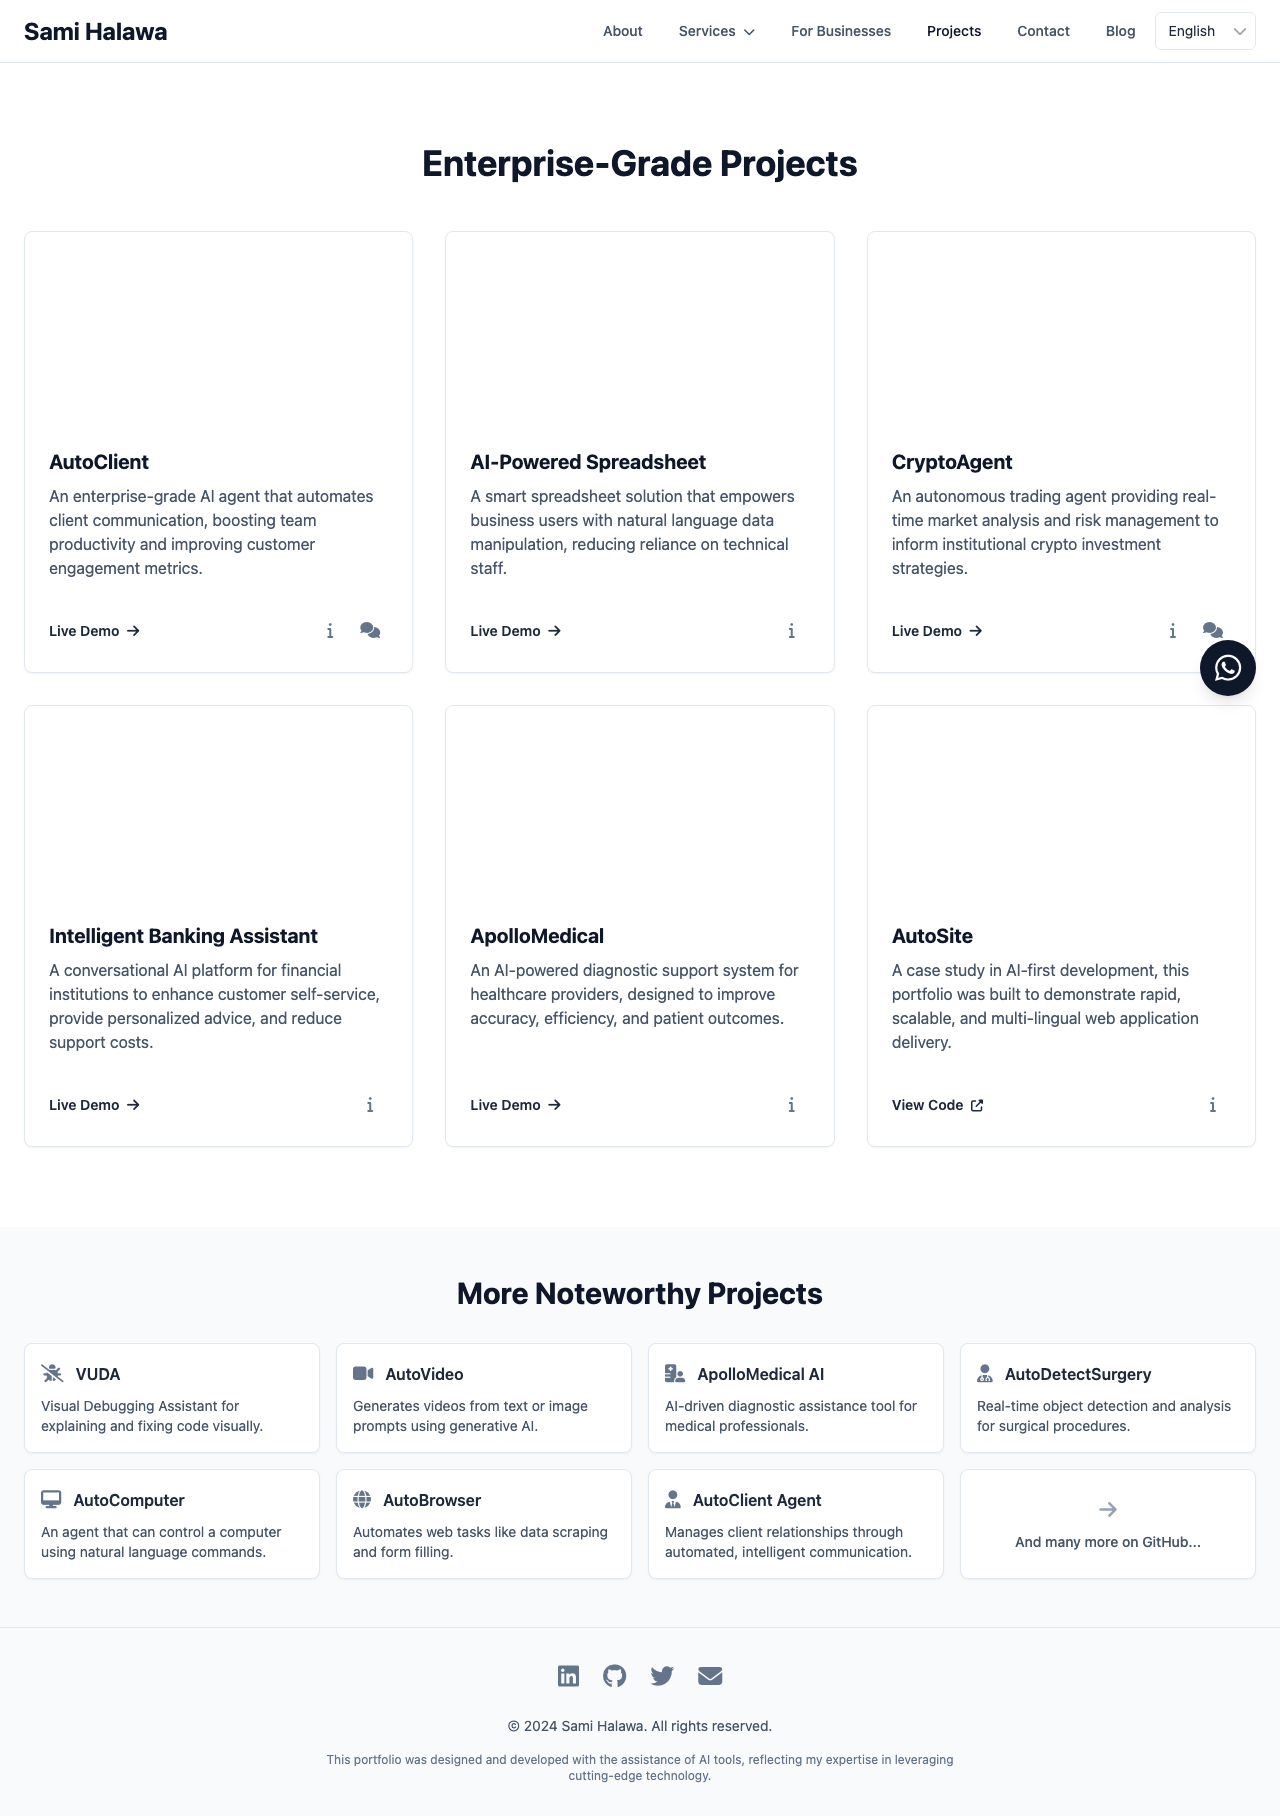 Sami Halawa
About
Services
For Businesses
Projects
Contact
Blog
English
Enterprise-Grade Projects
AutoClient
An enterprise-grade AI agent that automates
client communication, boosting team
productivity and improving customer
engagement metrics.
Live Demo
AI-Powered Spreadsheet
A smart spreadsheet solution that empowers
business users with natural language data
manipulation, reducing reliance on technical
staff.
Live Demo
CryptoAgent
An autonomous trading agent providing real-
time market analysis and risk management to
inform institutional crypto investment
strategies.
Live Demo
Intelligent Banking Assistant
A conversational AI platform for financial
institutions to enhance customer self-service,
provide personalized advice, and reduce
support costs.
Live Demo
ApolloMedical
An AI-powered diagnostic support system for
healthcare providers, designed to improve
accuracy, efficiency, and patient outcomes.
Live Demo
AutoSite
A case study in AI-first development, this
portfolio was built to demonstrate rapid,
scalable, and multi-lingual web application
delivery.
View Code
More Noteworthy Projects
VUDA
Visual Debugging Assistant for
explaining and fixing code visually.
AutoVideo
Generates videos from text or image
prompts using generative AI.
ApolloMedical AI
AI-driven diagnostic assistance tool for
medical professionals.
AutoDetectSurgery
Real-time object detection and analysis
for surgical procedures.
AutoComputer
An agent that can control a computer
using natural language commands.
AutoBrowser
Automates web tasks like data scraping
and form filling.
AutoClient Agent
Manages client relationships through
automated, intelligent communication.
And many more on GitHub...
© 2024 Sami Halawa. All rights reserved.
This portfolio was designed and developed with the assistance of AI tools, reflecting my expertise in leveraging
cutting-edge technology.